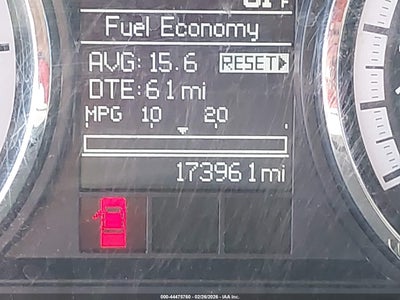 Fuel Economy
AVG: 15.6 RESET
DTE: 61 mi
MPG 10 20
173961 mi
000-44475760 - 02/26/2026 - IAA Inc.